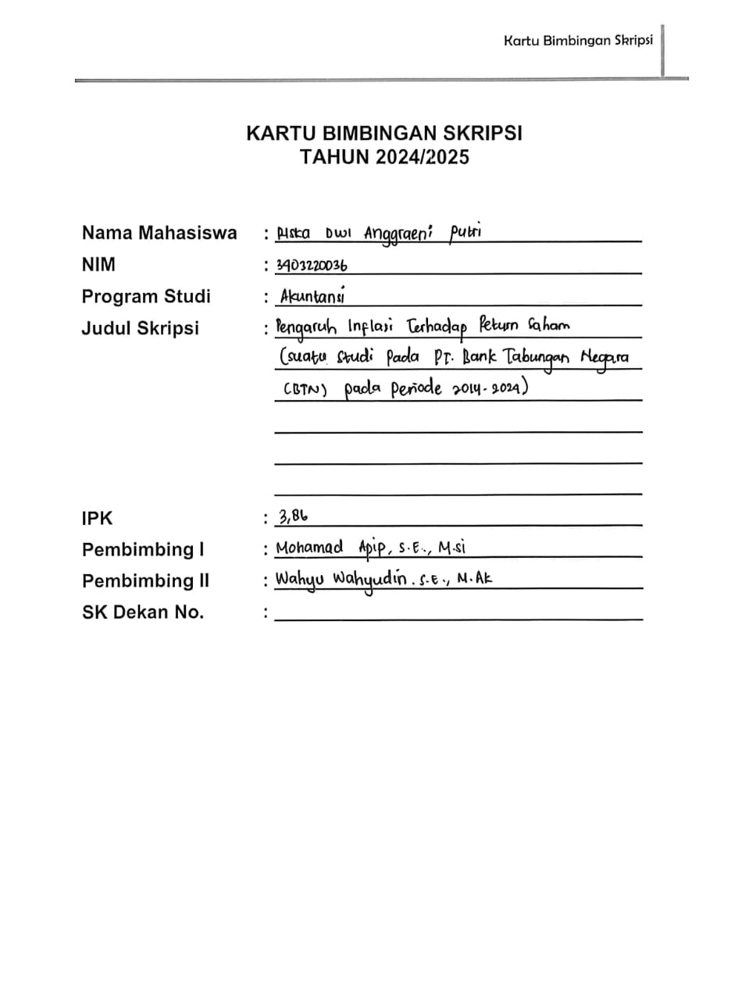 Kartu Bimbingan Skripsi
KARTU BIMBINGAN SKRIPSI
TAHUN 2024/2025
Nama Mahasiswa : Riska Dwi Anggraeni Putri
NIM : 3403220036
Program Studi : Akuntansi
Judul Skripsi : Pengaruh Inflasi Terhadap Return Saham
(suatu Studi Pada PT. Bank Tabungan Negara
(BTN) pada Periode 2014-2024)
IPK : 3,86
Pembimbing I : Mohamad Apip, S.E., M.Si
Pembimbing II : Wahyu Wahyudin. S.E., M.Ak
SK Dekan No. :